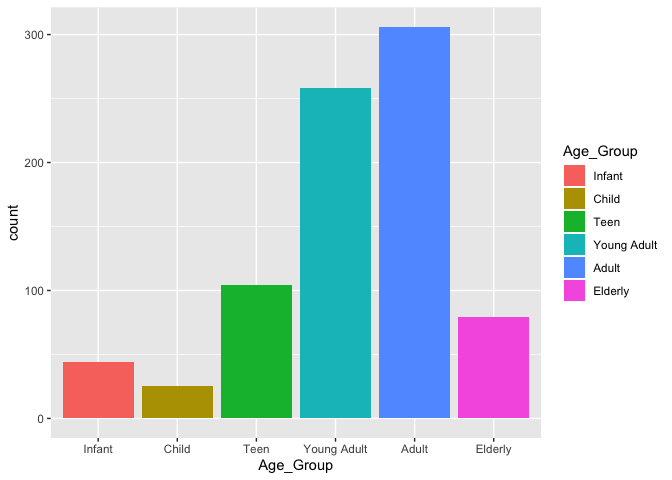 300
200
100
0
count
Infant Child Teen Young Adult Adult Elderly
Age_Group
Age_Group
Infant
Child
Teen
Young Adult
Adult
Elderly